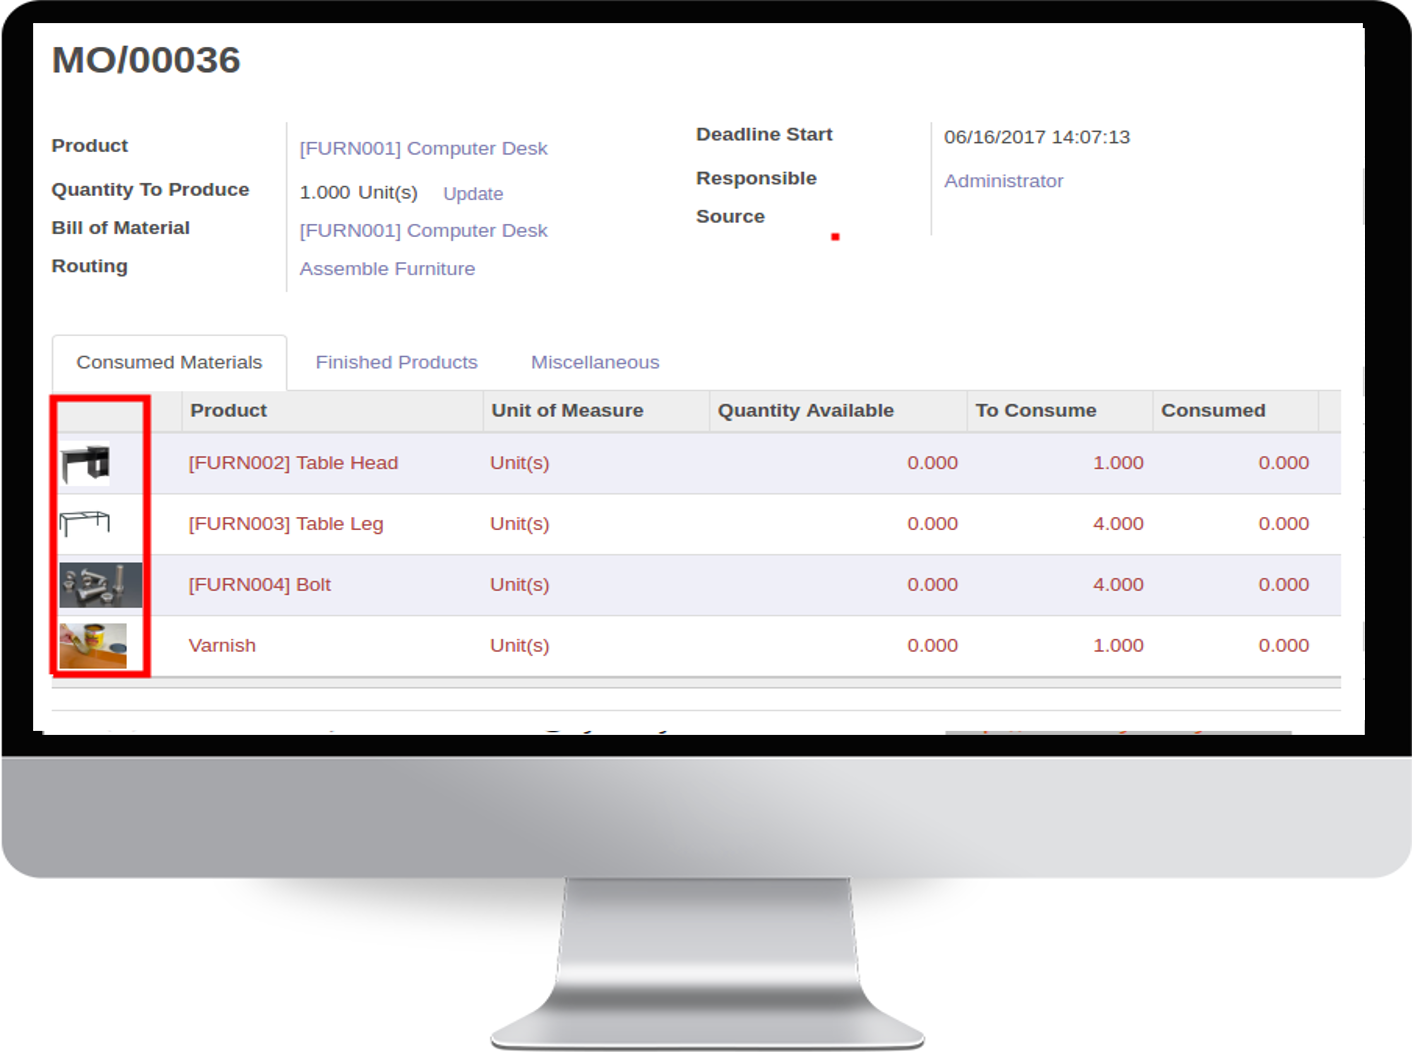 MO/00036
Product [FURN001] Computer Desk
Quantity To Produce 1.000 Unit(s) Update
Bill of Material [FURN001] Computer Desk
Routing Assemble Furniture
Deadline Start 06/16/2017 14:07:13
Responsible Administrator
Source
Consumed Materials Finished Products Miscellaneous
Product Unit of Measure Quantity Available To Consume Consumed
[FURN002] Table Head Unit(s) 0.000 1.000 0.000
[FURN003] Table Leg Unit(s) 0.000 4.000 0.000
[FURN004] Bolt Unit(s) 0.000 4.000 0.000
Varnish Unit(s) 0.000 1.000 0.000